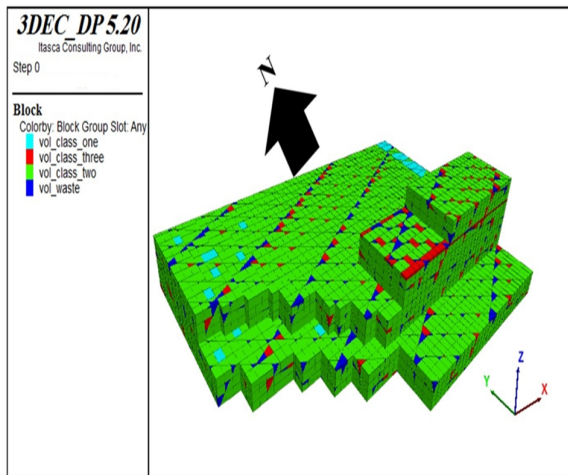 3DEC_DP 5.20
Itasca Consulting Group, Inc.
Step 0
Block
Colorby: Block Group Slot: Any
vol_class_one
vol_class_three
vol_class_two
vol_waste
N
Z
Y
X